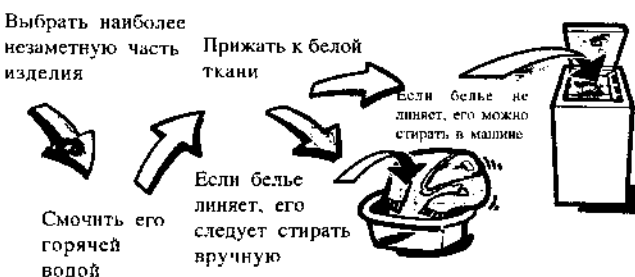 Выбрать наиболее
незаметную часть
изделия
Смочить его
горячей
водой
Прижать к белой
ткани
Если белье
линяет, его
следует стирать
вручную
Если белье не
линяет, его можно
стирать в машине